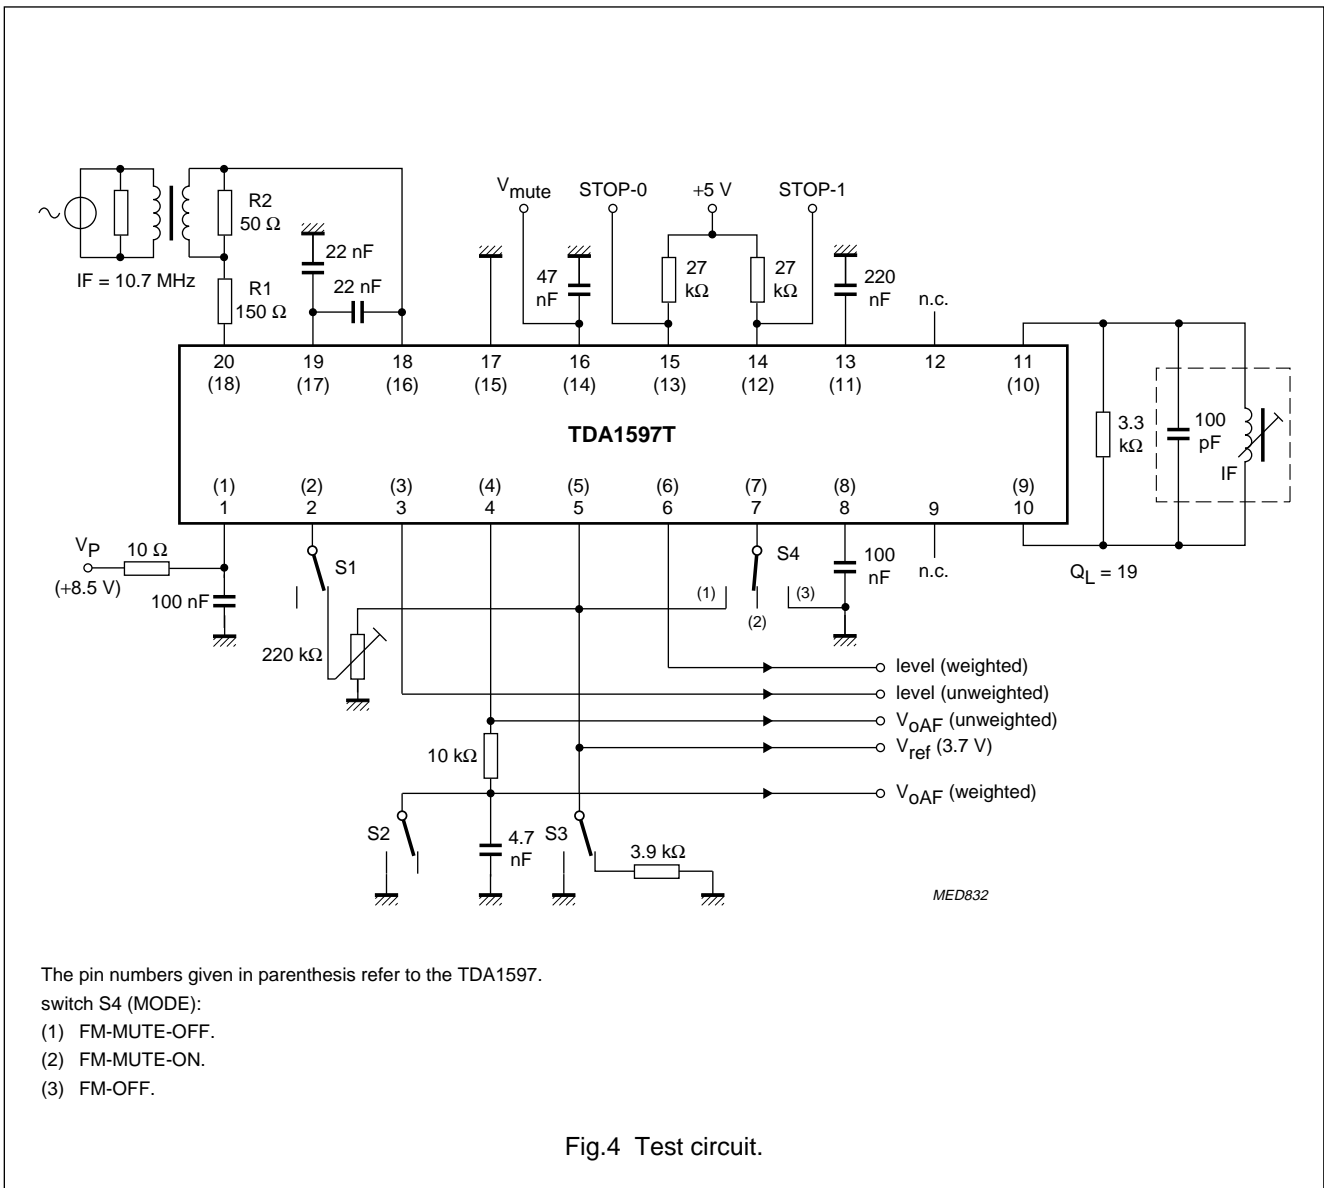 V_mute STOP-0 +5 V STOP-1
R2
50 Ω
22 nF
47
nF
27
kΩ
27
kΩ
220
nF
IF = 10.7 MHz
R1
150 Ω
22 nF
n.c.
20 19 18 17 16 15 14 13 12 11
(18) (17) (16) (15) (14) (13) (12) (11) (10)
TDA1597T
3.3
kΩ
100
pF
IF
(1) (2) (3) (4) (5) (6) (7) (8) (9)
1 2 3 4 5 6 7 8 9 10
V_P
10 Ω
(+8.5 V)
100 nF
S1
S4
100
nF
n.c.
Q_L = 19
(1)
(2)
(3)
220 kΩ
level (weighted)
level (unweighted)
V_oAF (unweighted)
V_ref (3.7 V)
10 kΩ
V_oAF (weighted)
S2
4.7
nF
S3
3.9 kΩ
MED832
The pin numbers given in parenthesis refer to the TDA1597.
switch S4 (MODE):
(1) FM-MUTE-OFF.
(2) FM-MUTE-ON.
(3) FM-OFF.
Fig.4 Test circuit.